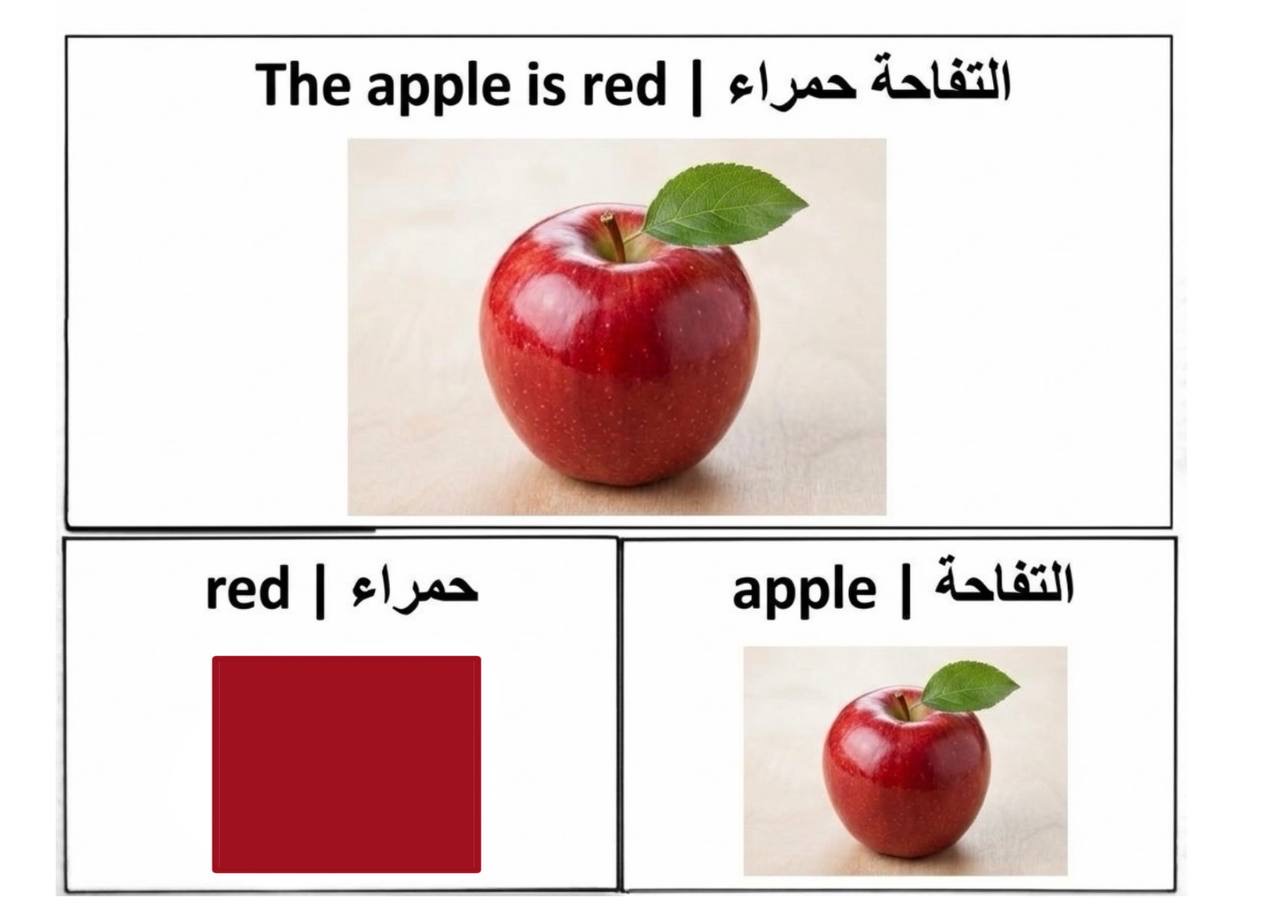 The apple is red | التفاحة حمراء
red | حمراء
apple | التفاحة